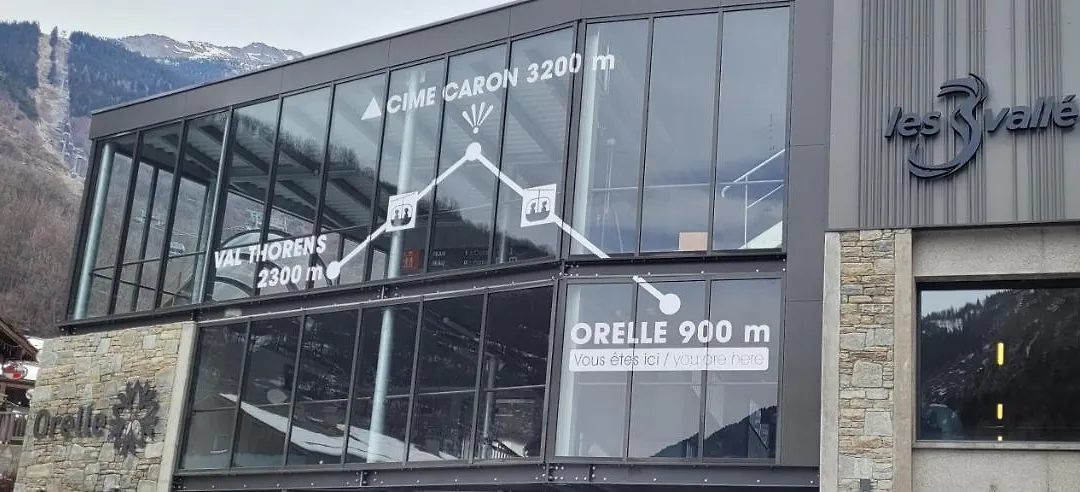 CIME CARON 3200 m
les 3 vallé
VAL THORENS
2300 m
ORELLE 900 m
Vous êtes ici / you are here
Orelle